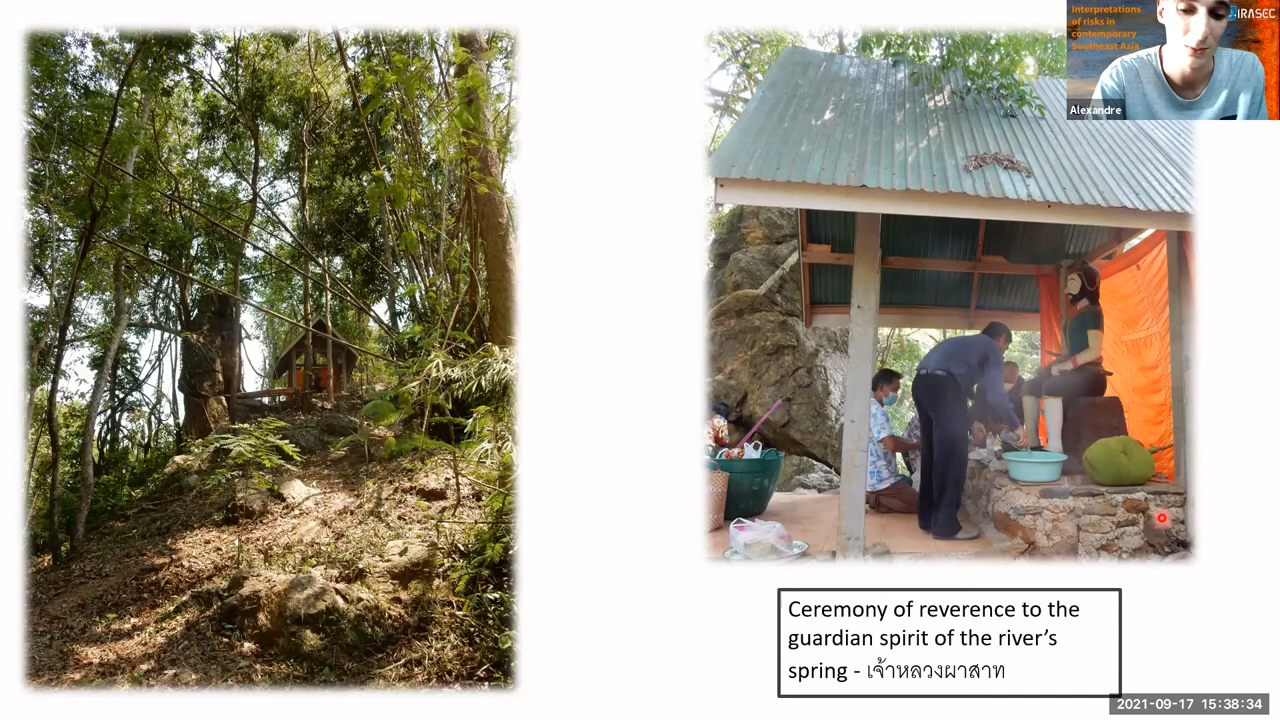 Interpretations
of risks in
contemporary
Southeast Asia
IRASEC
Alexandre
Ceremony of reverence to the
guardian spirit of the river's
spring - เจ้าหลวงผาสาท
2021-09-17 15:38:34